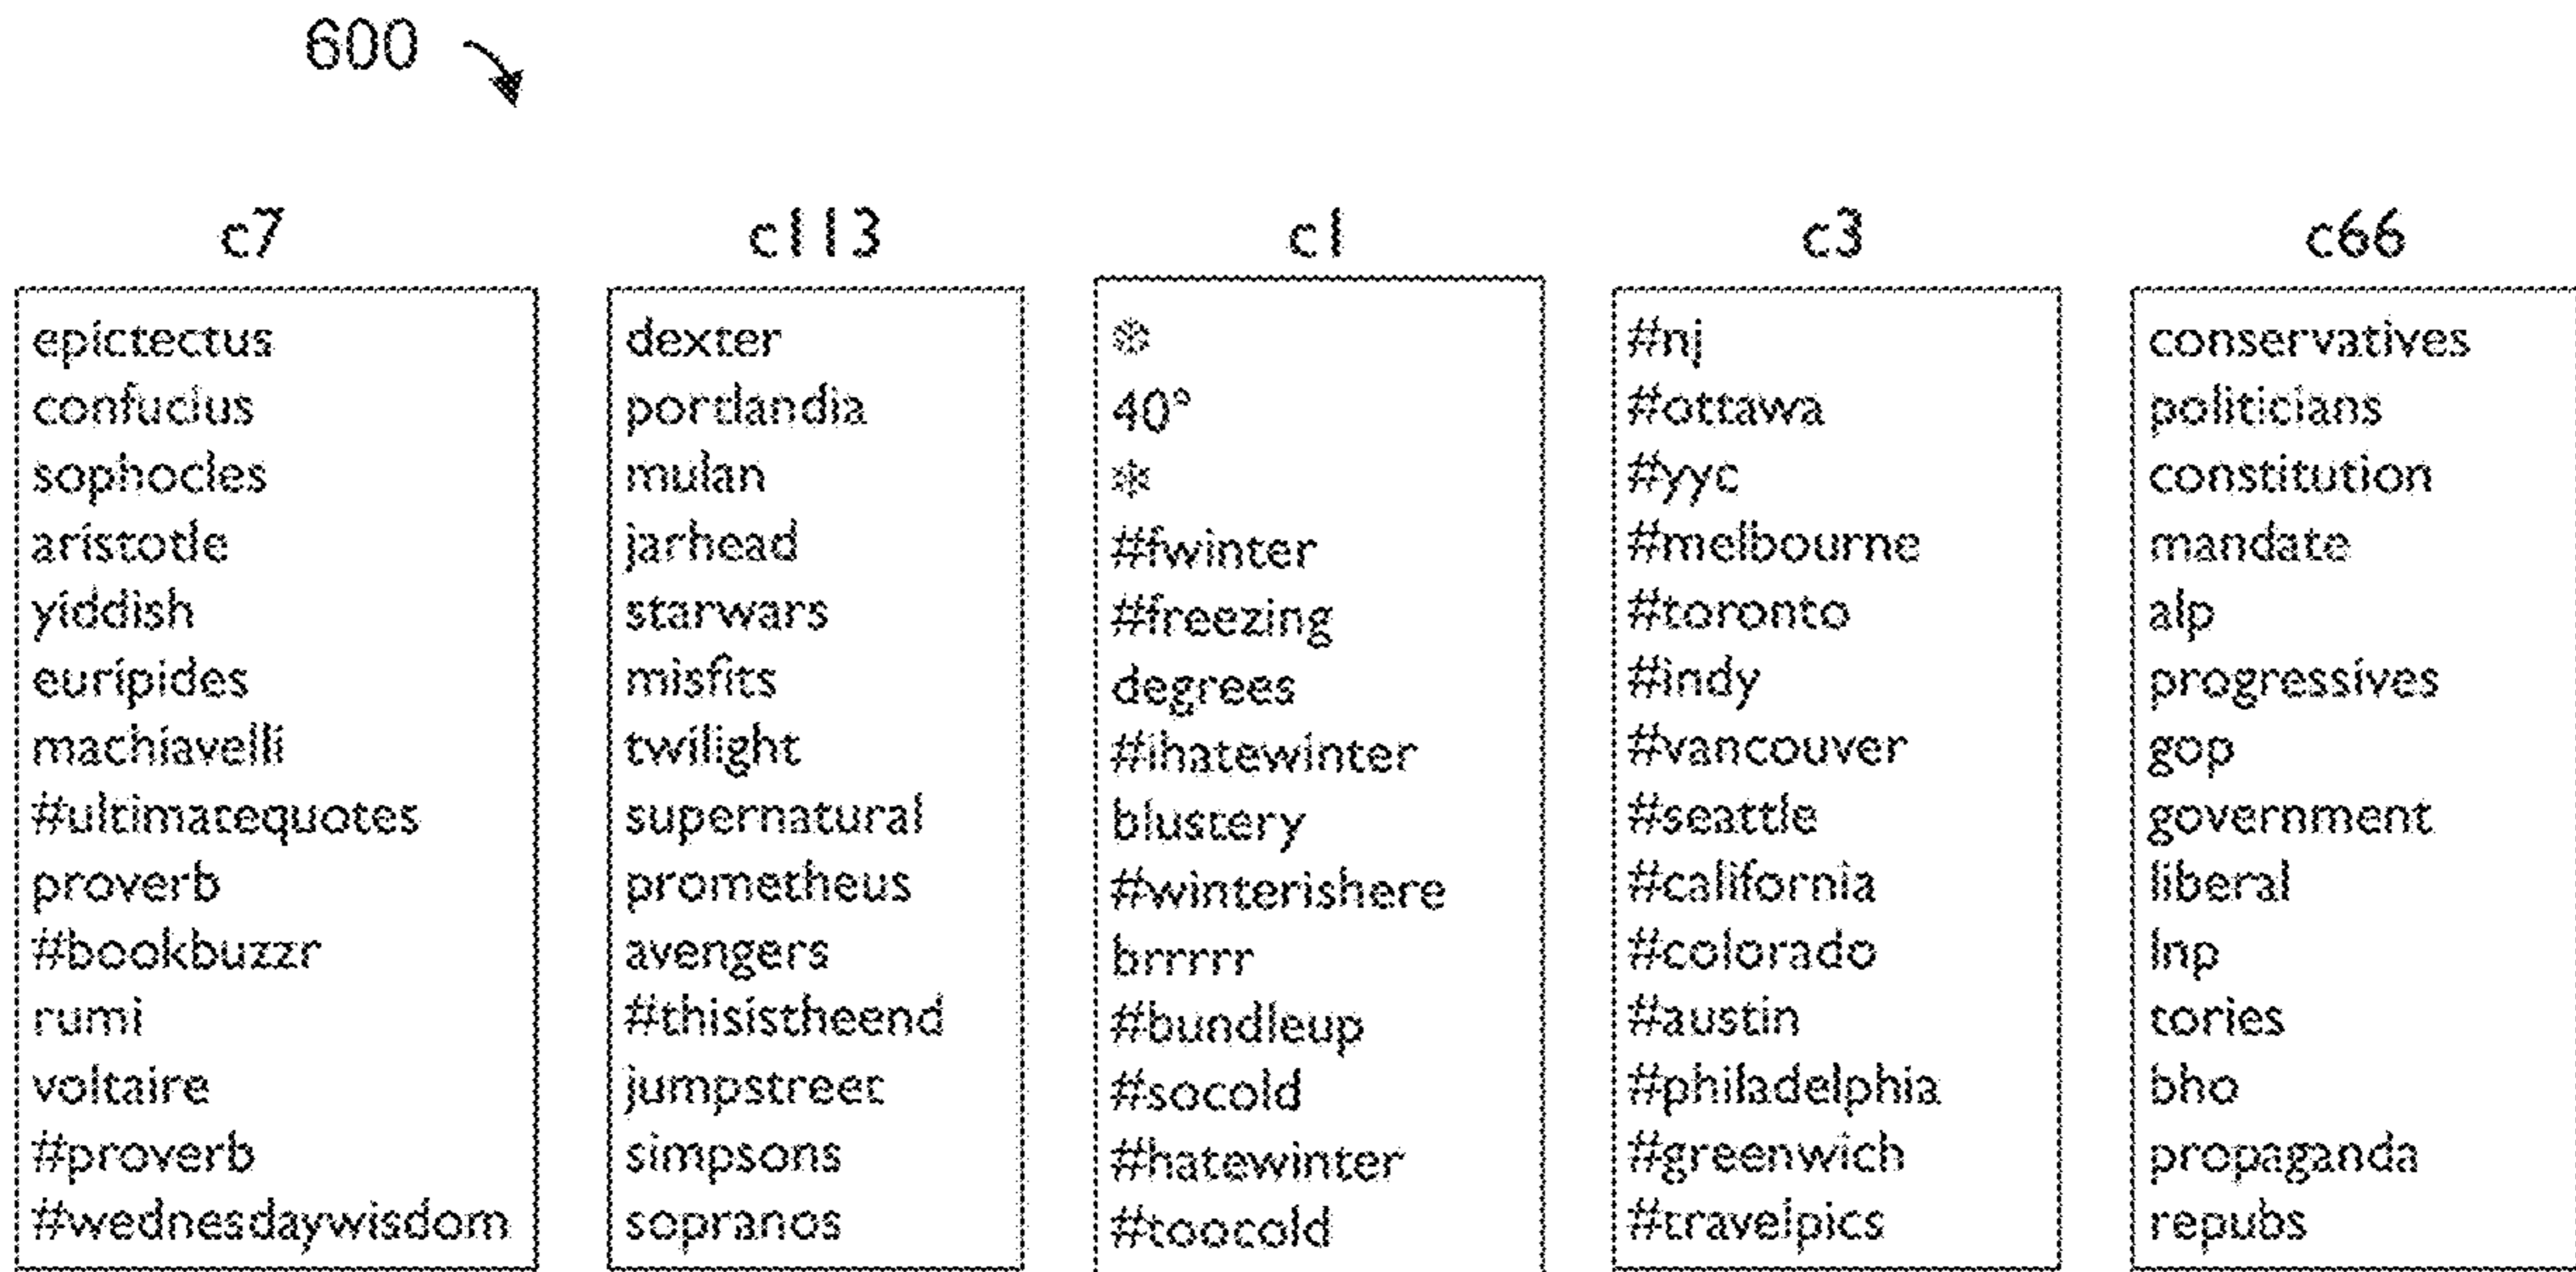 600
c7
epictectus
confucius
sophocles
aristotle
yiddish
euripides
machiavelli
#ultimatequotes
proverb
#bookbuzzr
rumi
voltaire
#proverb
#wednesdaywisdom
c113
dexter
portlandia
mulan
jarhead
starwars
misfits
twilight
supernatural
prometheus
avengers
#thisistheend
jumpstreet
simpsons
sopranos
c1
❄
40°
❄
#fwinter
#freezing
degrees
#ihatewinter
blustery
#winterishere
brrrrr
#bundleup
#socold
#hatewinter
#toocold
c3
#nj
#ottawa
#yyc
#melbourne
#toronto
#indy
#vancouver
#seattle
#california
#colorado
#austin
#philadelphia
#greenwich
#travelpics
c66
conservatives
politicians
constitution
mandate
alp
progressives
gop
government
liberal
lnp
tories
bho
propaganda
repubs